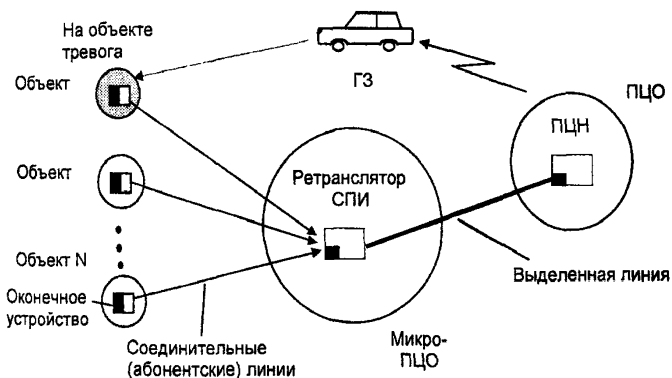 На объекте
тревога
Объект
ГЗ
ПЦО
ПЦН
Объект
Ретранслятор
СПИ
Объект N
Выделенная линия
Оконечное
устройство
Микро-
ПЦО
Соединительные
(абонентские) линии